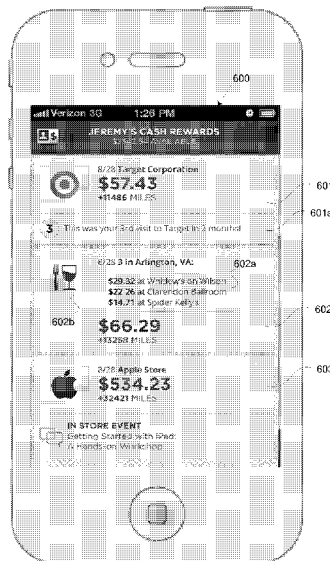 600
Verizon 3G 1:26 PM
JEREMY'S CASH REWARDS
AVAILABLE
8/28 Target Corporation
$57.43
+11486 MILES
601
601a
3 This was your 3rd visit to Target in 2 months!
8/28 3 in Arlington, VA:
602a
$29.32 at Whitlow's on Wilson
$22.26 at Clarendon Ballroom
$14.71 at Spider Kelly's
602
602b
$66.29
+13258 MILES
8/28 Apple Store
$534.23
+32421 MILES
603
IN STORE EVENT
Getting Started with iPad:
A Hands-on Workshop